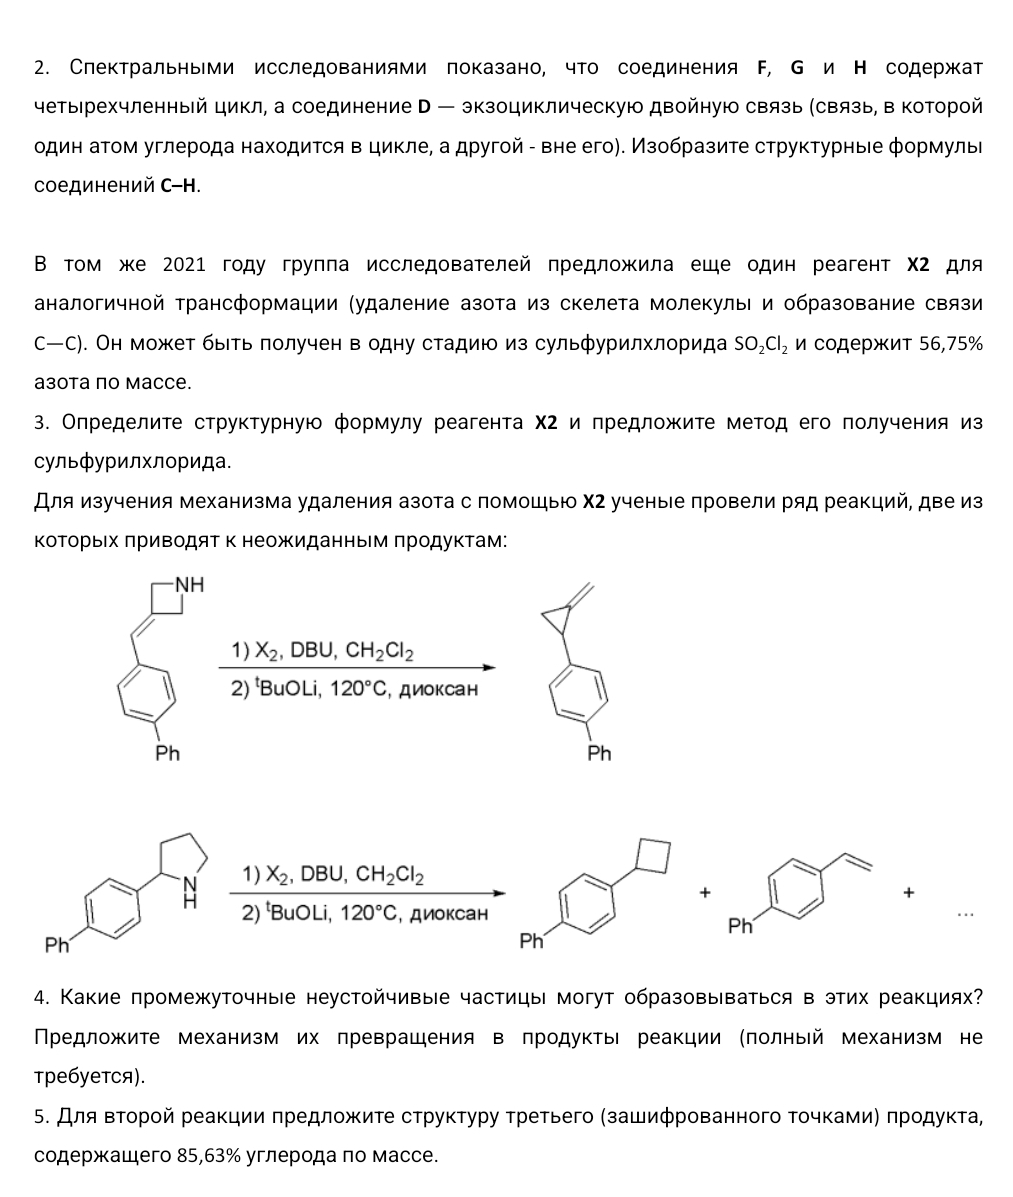 2. Спектральными исследованиями показано, что соединения F, G и H содержат
четырехчленный цикл, а соединение D — экзоциклическую двойную связь (связь, в которой
один атом углерода находится в цикле, а другой - вне его). Изобразите структурные формулы
соединений C–H.
В том же 2021 году группа исследователей предложила еще один реагент X2 для
аналогичной трансформации (удаление азота из скелета молекулы и образование связи
C—C). Он может быть получен в одну стадию из сульфурилхлорида SO₂Cl₂ и содержит 56,75%
азота по массе.
3. Определите структурную формулу реагента X2 и предложите метод его получения из
сульфурилхлорида.
Для изучения механизма удаления азота с помощью X2 ученые провели ряд реакций, две из
которых приводят к неожиданным продуктам:
NH
1) X₂, DBU, CH₂Cl₂
2) ᵗBuOLi, 120°C, диоксан
Ph
Ph
1) X₂, DBU, CH₂Cl₂
2) ᵗBuOLi, 120°C, диоксан
N
H
+
+
...
Ph
Ph
Ph
4. Какие промежуточные неустойчивые частицы могут образовываться в этих реакциях?
Предложите механизм их превращения в продукты реакции (полный механизм не
требуется).
5. Для второй реакции предложите структуру третьего (зашифрованного точками) продукта,
содержащего 85,63% углерода по массе.